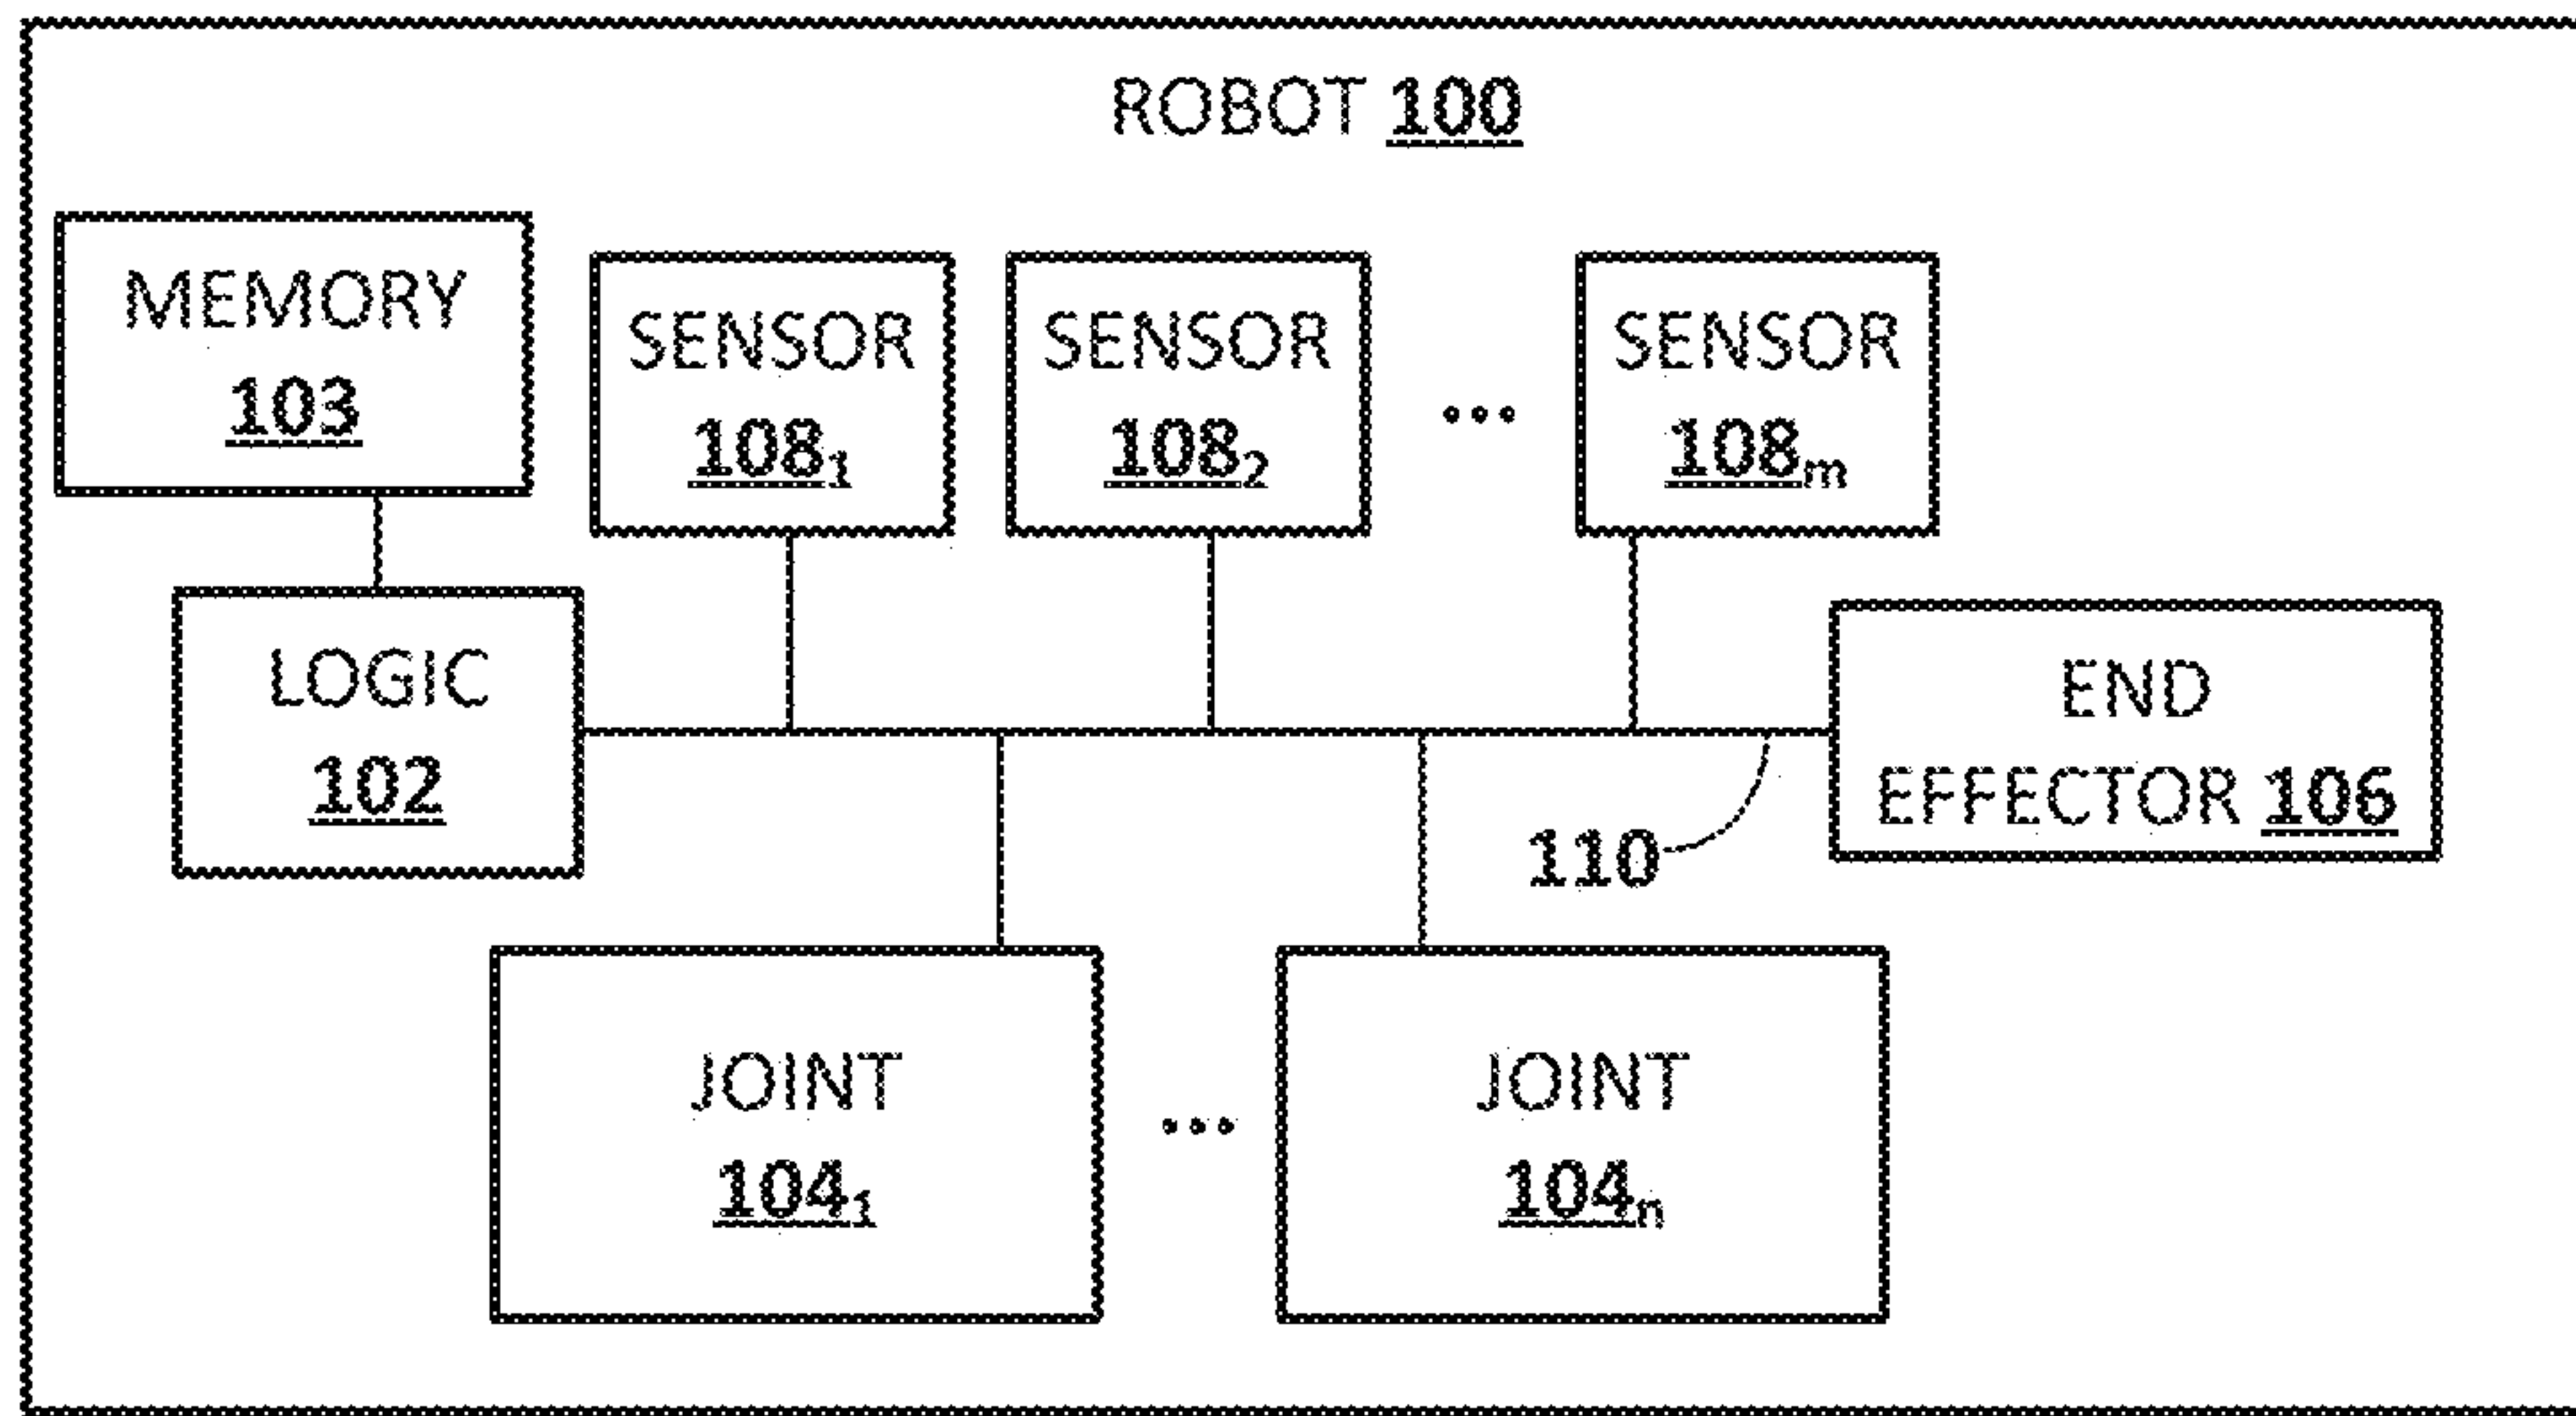 ROBOT 100
MEMORY
103
SENSOR
108₁
SENSOR
108₂
...
SENSOR
108ₘ
LOGIC
102
END
EFFECTOR 106
110
JOINT
104₁
...
JOINT
104ₙ